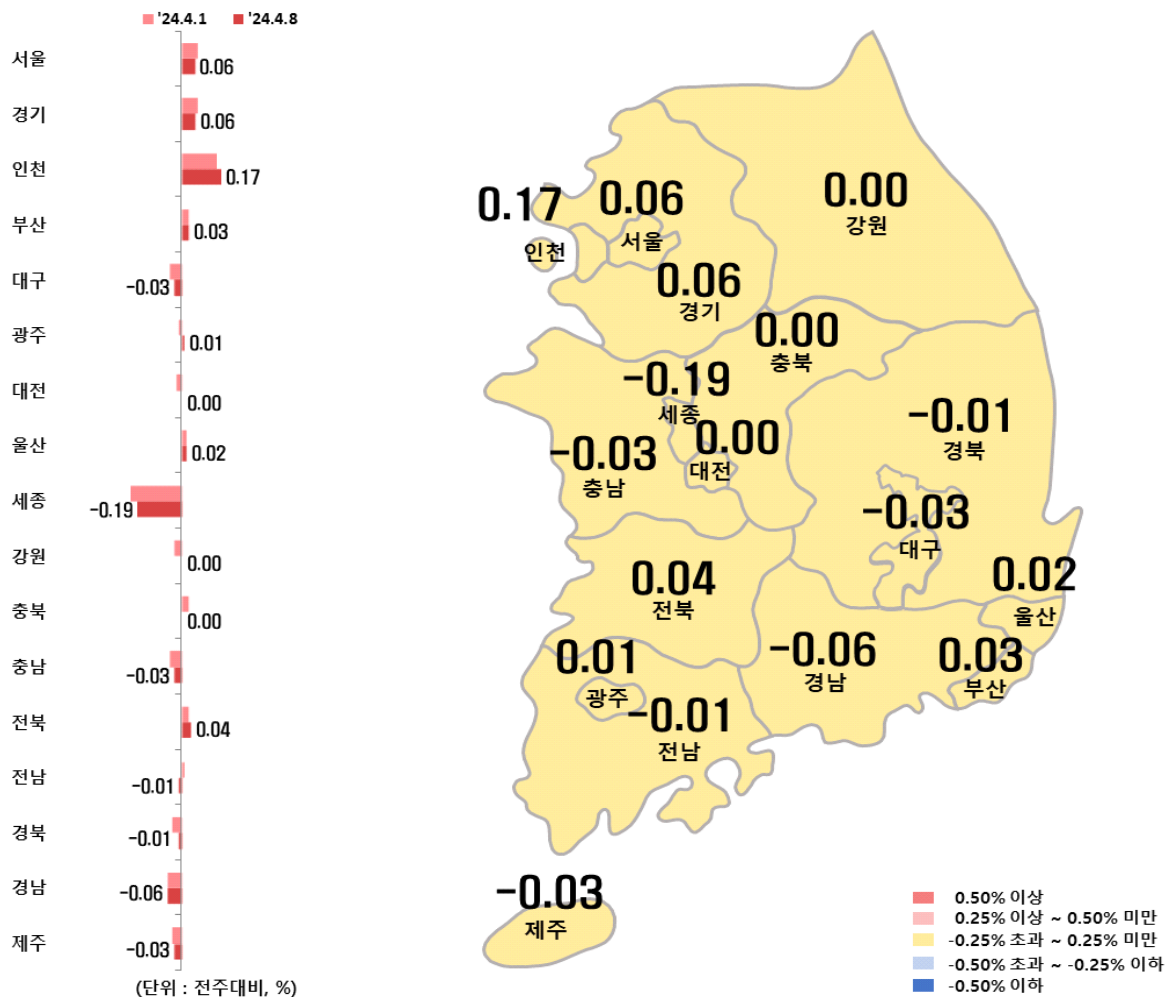 '24.4.1 '24.4.8
서울 0.06
경기 0.06
인천 0.17
부산 0.03
대구 -0.03
광주 0.01
대전 0.00
울산 0.02
세종 -0.19
강원 0.00
충북 0.00
충남 -0.03
전북 0.04
전남 -0.01
경북 -0.01
경남 -0.06
제주 -0.03
(단위 : 전주대비, %)
0.17
인천
0.06
서울
0.06
경기
0.00
강원
0.00
충북
-0.19
세종
0.00
대전
-0.03
충남
-0.01
경북
-0.03
대구
0.02
울산
0.04
전북
-0.06
경남
0.03
부산
0.01
광주
-0.01
전남
-0.03
제주
0.50% 이상
0.25% 이상 ~ 0.50% 미만
-0.25% 초과 ~ 0.25% 미만
-0.50% 초과 ~ -0.25% 이하
-0.50% 이하